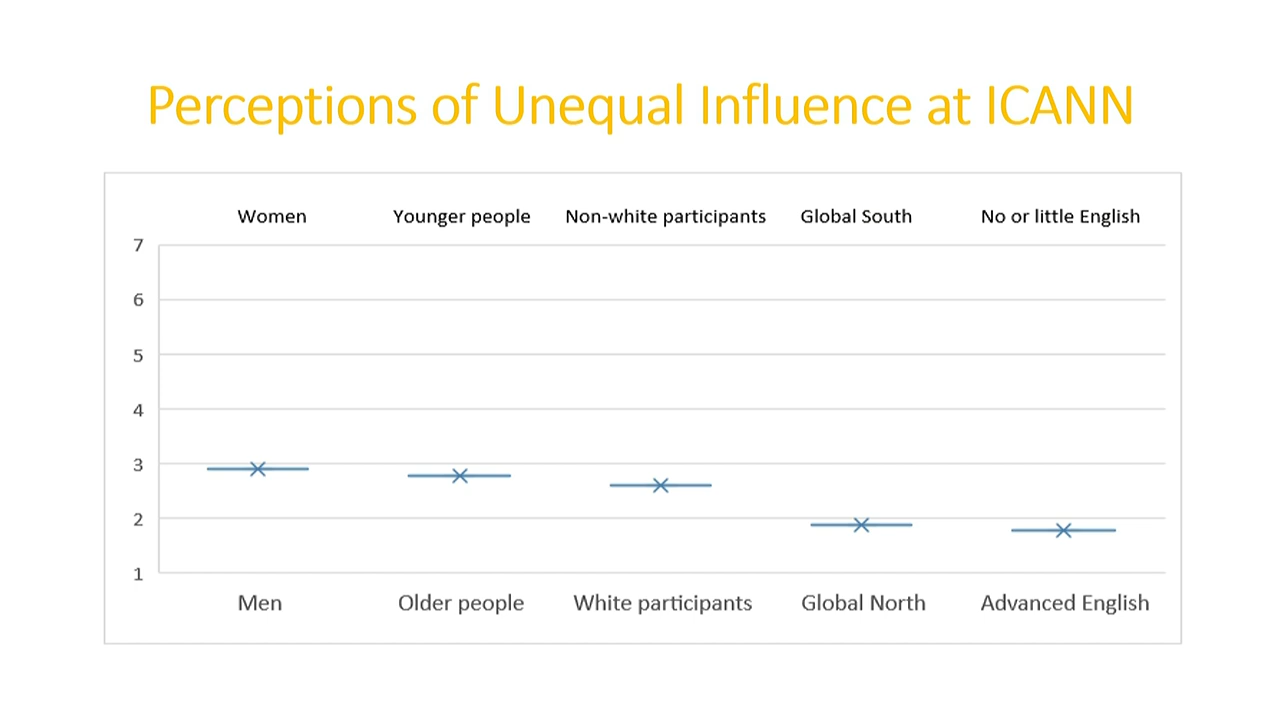 Perceptions of Unequal Influence at ICANN
Women Younger people Non-white participants Global South No or little English
7
6
5
4
3
2
1
Men Older people White participants Global North Advanced English